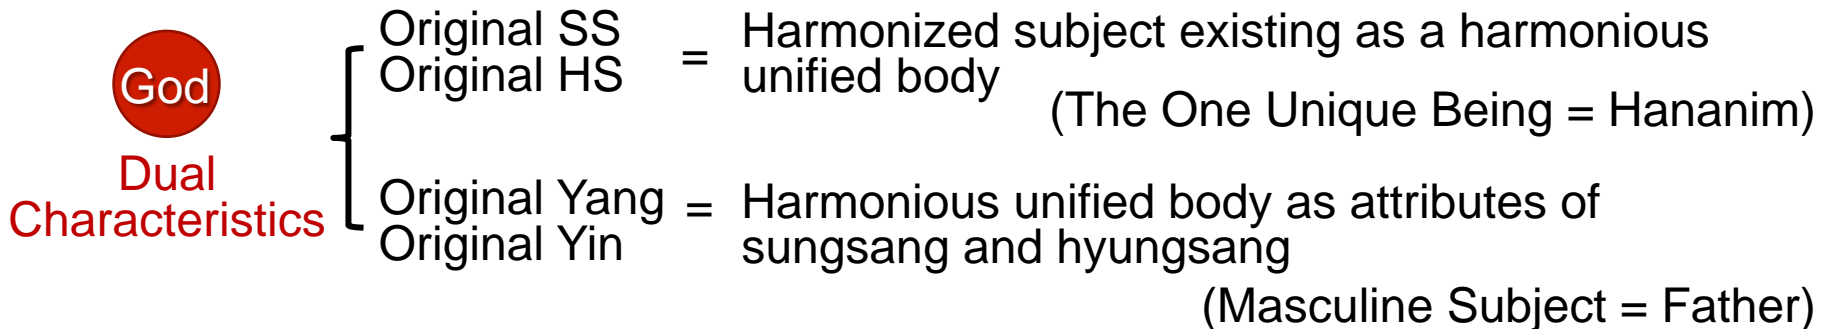 God
Dual
Characteristics
Original SS
Original HS
=
Harmonized subject existing as a harmonious
unified body
(The One Unique Being = Hananim)
Original Yang
Original Yin
=
Harmonious unified body as attributes of
sungsang and hyungsang
(Masculine Subject = Father)